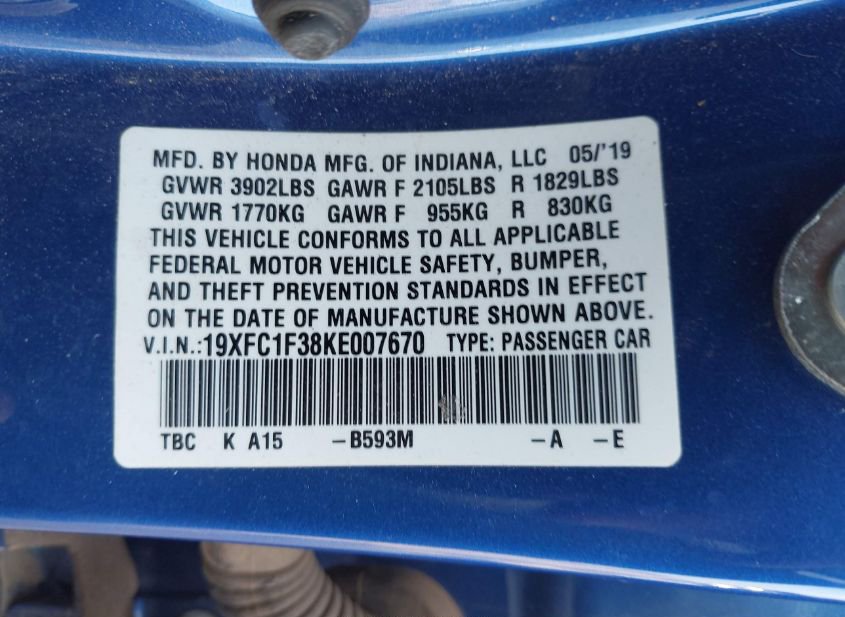 MFD. BY HONDA MFG. OF INDIANA, LLC 05/'19
GVWR 3902LBS GAWR F 2105LBS R 1829LBS
GVWR 1770KG GAWR F 955KG R 830KG
THIS VEHICLE CONFORMS TO ALL APPLICABLE
FEDERAL MOTOR VEHICLE SAFETY, BUMPER,
AND THEFT PREVENTION STANDARDS IN EFFECT
ON THE DATE OF MANUFACTURE SHOWN ABOVE.
V.I.N.:19XFC1F38KE007670 TYPE: PASSENGER CAR
TBC K A15 -B593M -A -E